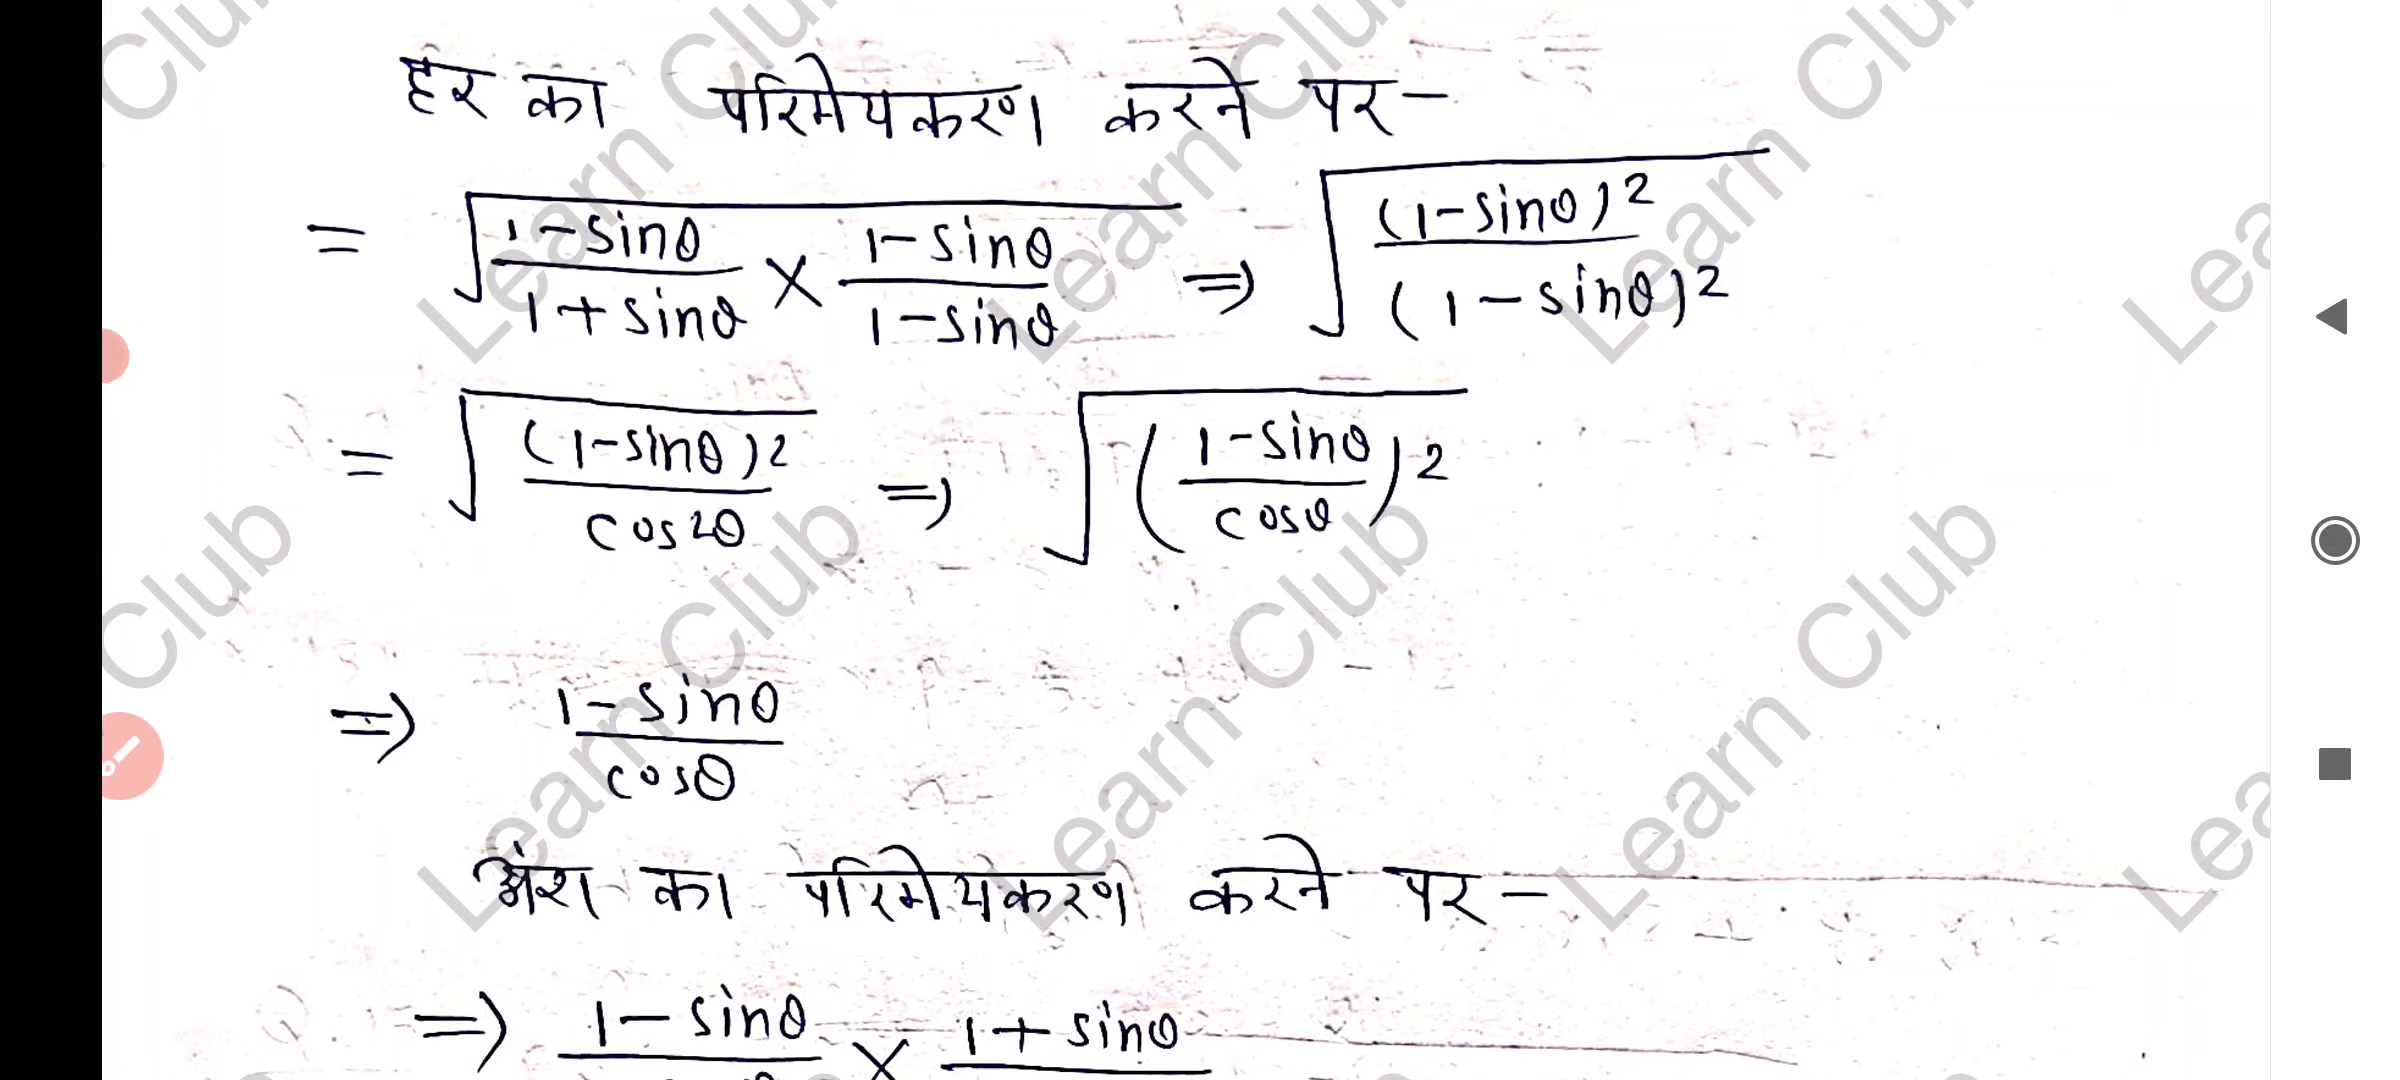 हर का परिमेयकरण करने पर-
= √((1-sinθ)/(1+sinθ) × (1-sinθ)/(1-sinθ)) ⇒ √((1-sinθ)²/(1-sinθ)²)
= √((1-sinθ)²/cos²θ) ⇒ √((1-sinθ)/cosθ)²
⇒ (1-sinθ)/cosθ
अंश का परिमेयकरण करने पर-
⇒ 1-sinθ × 1+sinθ
Learn Club